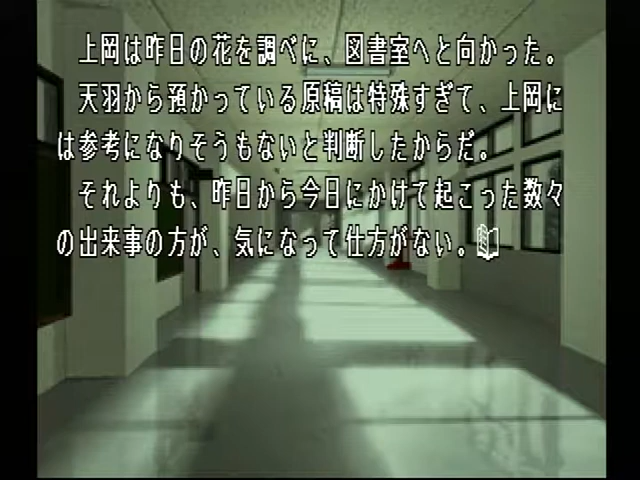 上岡は昨日の花を調べに、図書室へと向かった。
天羽から預かっている原稿は特殊すぎて、上岡に
は参考になりそうもないと判断したからだ。
それよりも、昨日から今日にかけて起こった数々
の出来事の方が、気になって仕方がない。